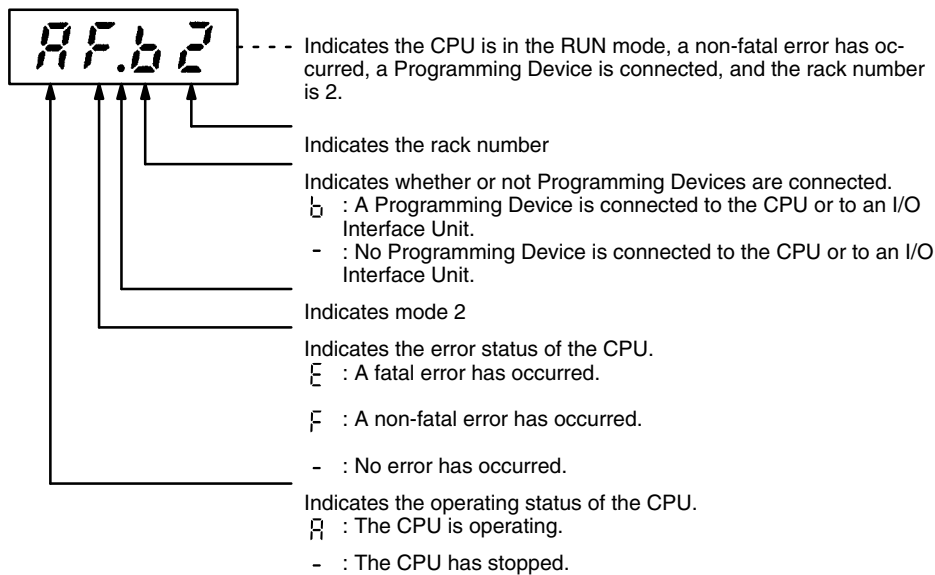 AF.b2
Indicates the CPU is in the RUN mode, a non-fatal error has oc-
curred, a Programming Device is connected, and the rack number
is 2.
Indicates the rack number
Indicates whether or not Programming Devices are connected.
b : A Programming Device is connected to the CPU or to an I/O
Interface Unit.
- : No Programming Device is connected to the CPU or to an I/O
Interface Unit.
Indicates mode 2
Indicates the error status of the CPU.
E : A fatal error has occurred.
F : A non-fatal error has occurred.
- : No error has occurred.
Indicates the operating status of the CPU.
A : The CPU is operating.
- : The CPU has stopped.